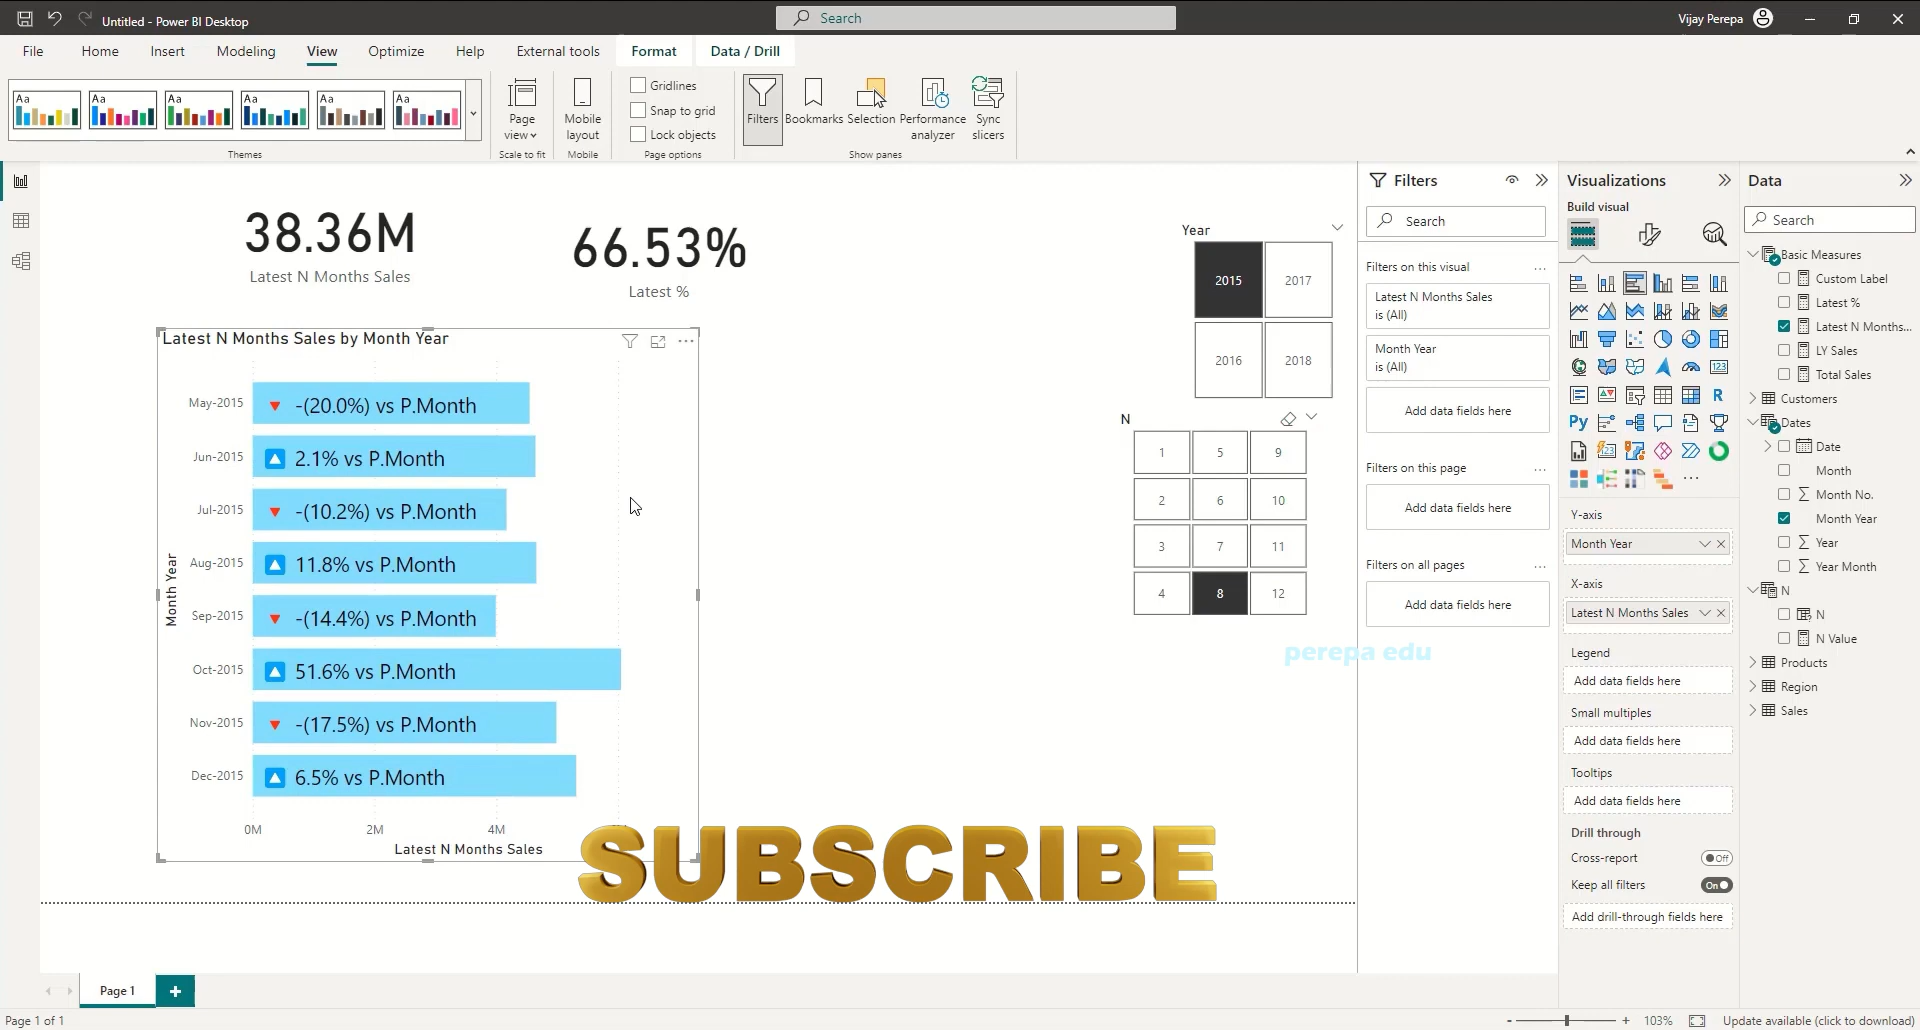 Untitled - Power BI Desktop
Search
Vijay Perepa
File
Home
Insert
Modeling
View
Optimize
Help
External tools
Format
Data / Drill
Aa
Aa
Aa
Aa
Aa
Aa
Themes
Page
view
Scale to fit
Mobile
layout
Mobile
Gridlines
Snap to grid
Lock objects
Page options
Filters
Bookmarks
Selection
Performance
analyzer
Sync
slicers
Show panes
38.36M
Latest N Months Sales
66.53%
Latest %
Latest N Months Sales by Month Year
Month Year
May-2015
-(20.0%) vs P.Month
Jun-2015
2.1% vs P.Month
Jul-2015
-(10.2%) vs P.Month
Aug-2015
11.8% vs P.Month
Sep-2015
-(14.4%) vs P.Month
Oct-2015
51.6% vs P.Month
Nov-2015
-(17.5%) vs P.Month
Dec-2015
6.5% vs P.Month
0M
2M
4M
Latest N Months Sales
SUBSCRIBE
Year
2015
2017
2016
2018
N
1
5
9
2
6
10
3
7
11
4
8
12
perepa edu
Filters
Search
Filters on this visual
Latest N Months Sales
is (All)
Month Year
is (All)
Add data fields here
Filters on this page
Add data fields here
Filters on all pages
Add data fields here
Visualizations
Build visual
123
R
Py
Y-axis
Month Year
X-axis
Latest N Months Sales
Legend
Add data fields here
Small multiples
Add data fields here
Tooltips
Add data fields here
Drill through
Cross-report
Off
Keep all filters
On
Add drill-through fields here
Data
Search
Basic Measures
Custom Label
Latest %
Latest N Months...
LY Sales
Total Sales
Customers
Dates
Date
Month
Month No.
Month Year
Year
Year Month
N
N
N Value
Products
Region
Sales
Page 1
Page 1 of 1
103%
Update available (click to download)